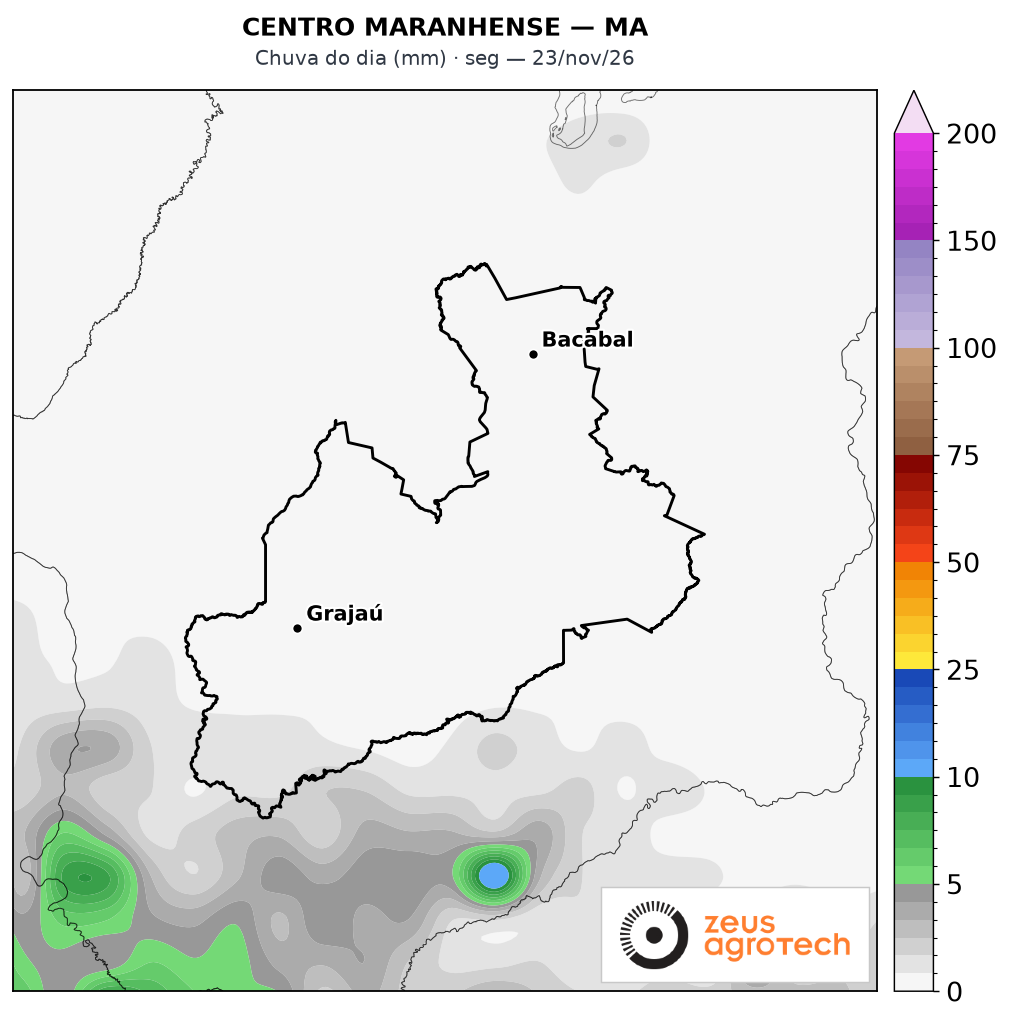 CENTRO MARANHENSE — MA
Chuva do dia (mm) · seg — 23/nov/26
200
150
100
75
50
25
10
5
0
Bacabal
Grajaú
zeus
agrotech